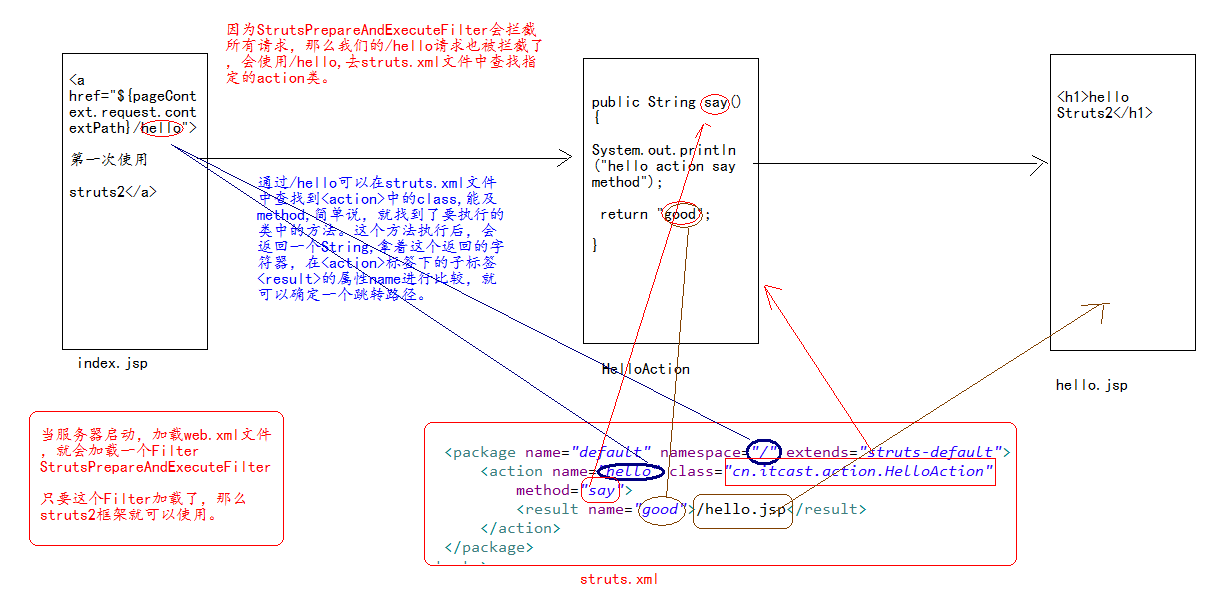 因为StrutsPrepareAndExecuteFilter会拦截
所有请求，那么我们的/hello请求也被拦截了
，会使用/hello,去struts.xml文件中查找指
定的action类。
<a
href="${pageCont
ext.request.cont
extPath}/hello">
第一次使用
struts2</a>
index.jsp
通过/hello可以在struts.xml文件
中查找到<action>中的class,能及
method,简单说，就找到了要执行的
类中的方法。这个方法执行后，会
返回一个String,拿着这个返回的字
符器，在<action>标签下的子标签
<result>的属性name进行比较，就
可以确定一个跳转路径。
public String say()
{
System.out.println
("hello action say
method");
return "good";
}
HelloAction
<h1>hello
Struts2</h1>
hello.jsp
当服务器启动，加载web.xml文件
，就会加载一个Filter
StrutsPrepareAndExecuteFilter
只要这个Filter加载了，那么
struts2框架就可以使用。
<package name="default" namespace="/" extends="struts-default">
<action name="hello" class="cn.itcast.action.HelloAction"
method="say">
<result name="good">/hello.jsp</result>
</action>
</package>
struts.xml